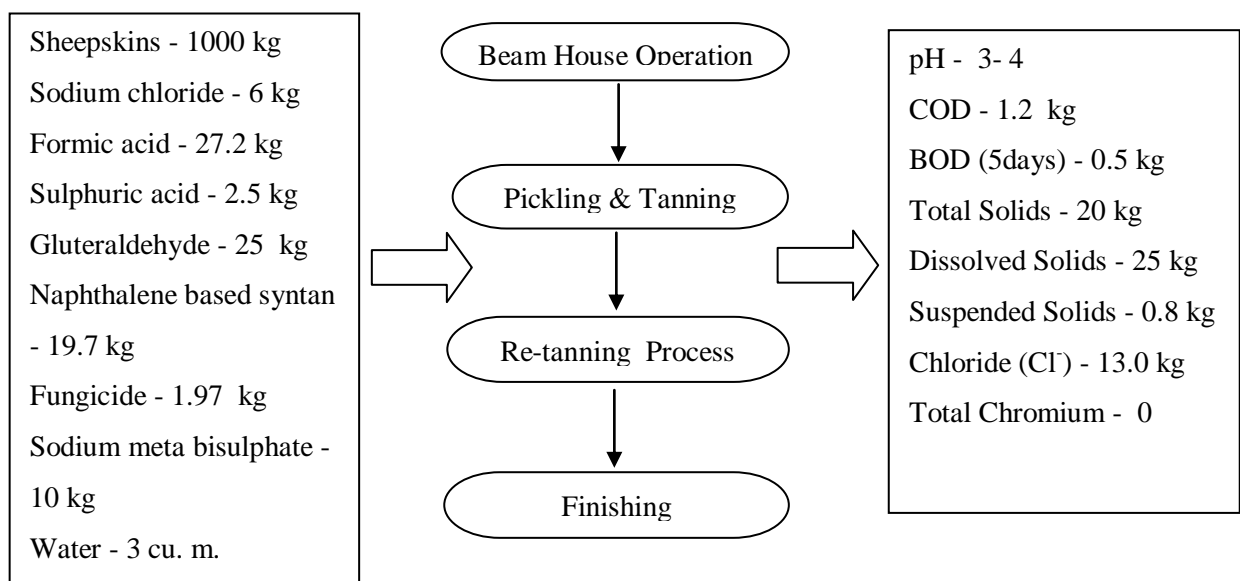 Sheepskins - 1000 kg
Sodium chloride - 6 kg
Formic acid - 27.2 kg
Sulphuric acid - 2.5 kg
Gluteraldehyde - 25 kg
Naphthalene based syntan
- 19.7 kg
Fungicide - 1.97 kg
Sodium meta bisulphate -
10 kg
Water - 3 cu. m.
Beam House Operation
Pickling & Tanning
Re-tanning Process
Finishing
pH - 3- 4
COD - 1.2 kg
BOD (5days) - 0.5 kg
Total Solids - 20 kg
Dissolved Solids - 25 kg
Suspended Solids - 0.8 kg
Chloride (Cl⁻) - 13.0 kg
Total Chromium - 0